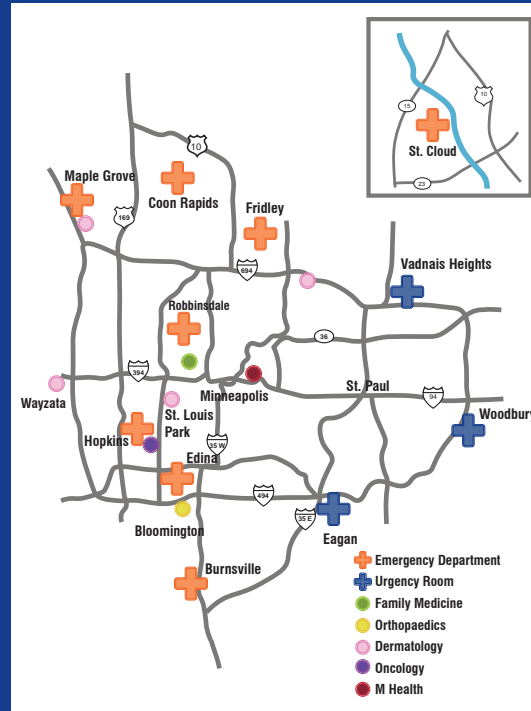 10
15
10
St. Cloud
23
Maple Grove
Coon Rapids
169
Fridley
694
Vadnais Heights
Robbinsdale
36
394
Wayzata
Minneapolis
St. Paul
94
St. Louis
Park
Woodbury
Hopkins
35 W
Edina
494
35 E
Bloomington
Eagan
Burnsville
Emergency Department
Urgency Room
Family Medicine
Orthopaedics
Dermatology
Oncology
M Health